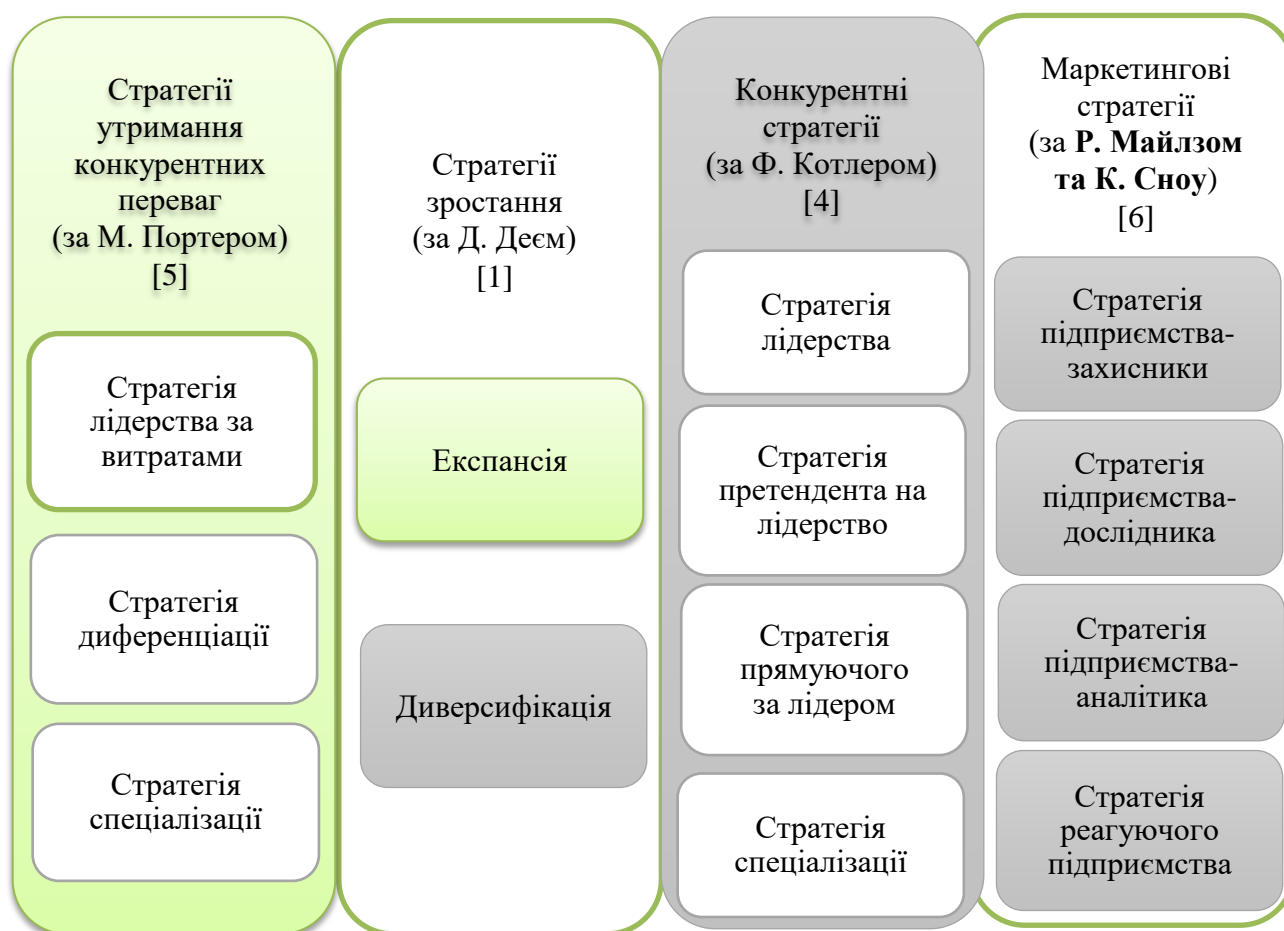 Стратегії
утримання
конкурентних
переваг
(за М. Портером)
[5]
Стратегія
лідерства за
витратами
Стратегія
диференціації
Стратегія
спеціалізації
Стратегії
зростання
(за Д. Деєм)
[1]
Експансія
Диверсифікація
Конкурентні
стратегії
(за Ф. Котлером)
[4]
Стратегія
лідерства
Стратегія
претендента на
лідерство
Стратегія
прямуючого
за лідером
Стратегія
спеціалізації
Маркетингові
стратегії
(за Р. Майлзом
та К. Сноу)
[6]
Стратегія
підприємства-
захисники
Стратегія
підприємства-
дослідника
Стратегія
підприємства-
аналітика
Стратегія
реагуючого
підприємства